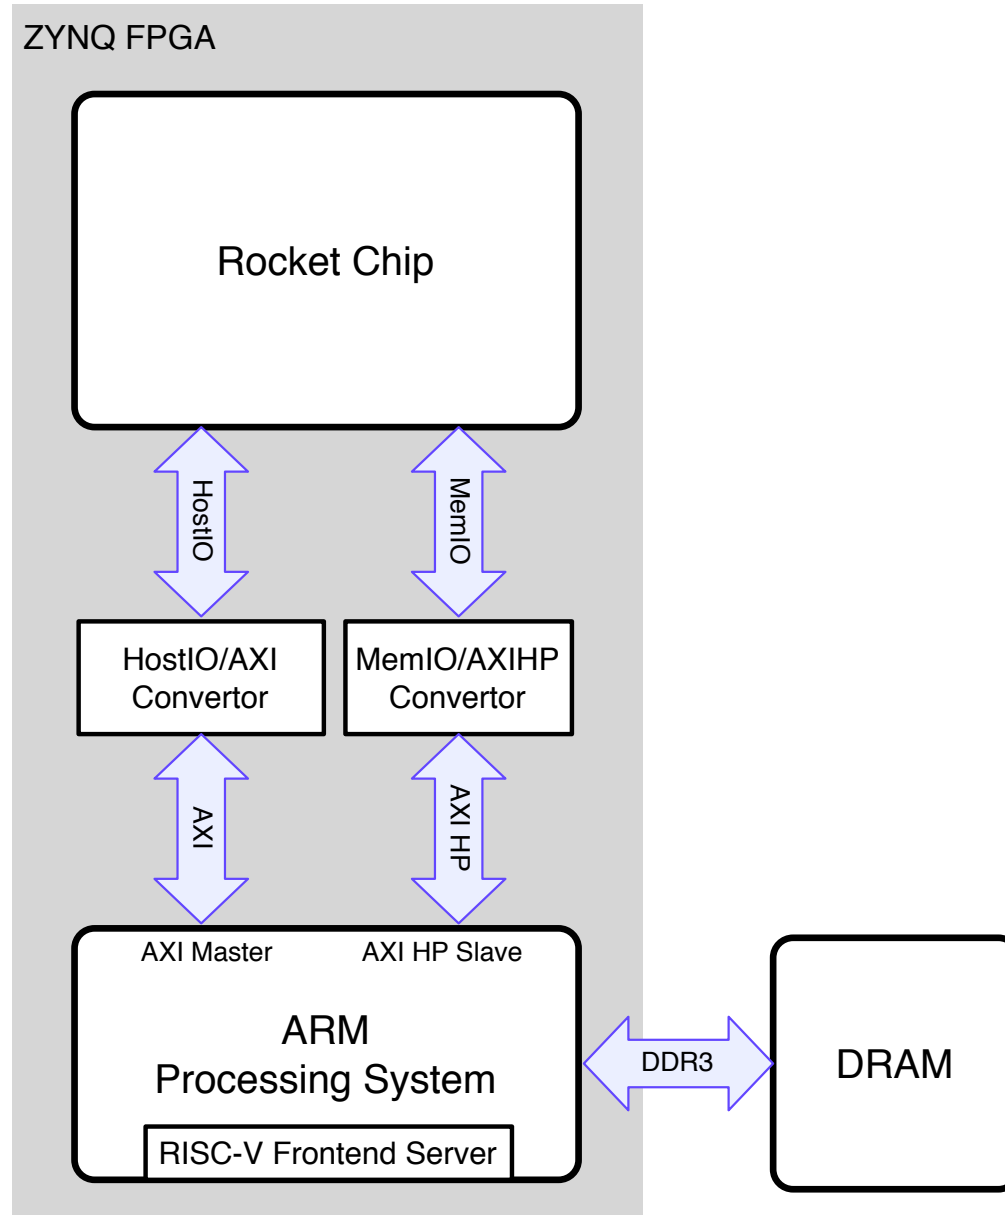 ZYNQ FPGA
Rocket Chip
HostIO
MemIO
HostIO/AXI
Convertor
MemIO/AXIHP
Convertor
AXI
AXI HP
AXI Master
AXI HP Slave
ARM
Processing System
RISC-V Frontend Server
DDR3
DRAM